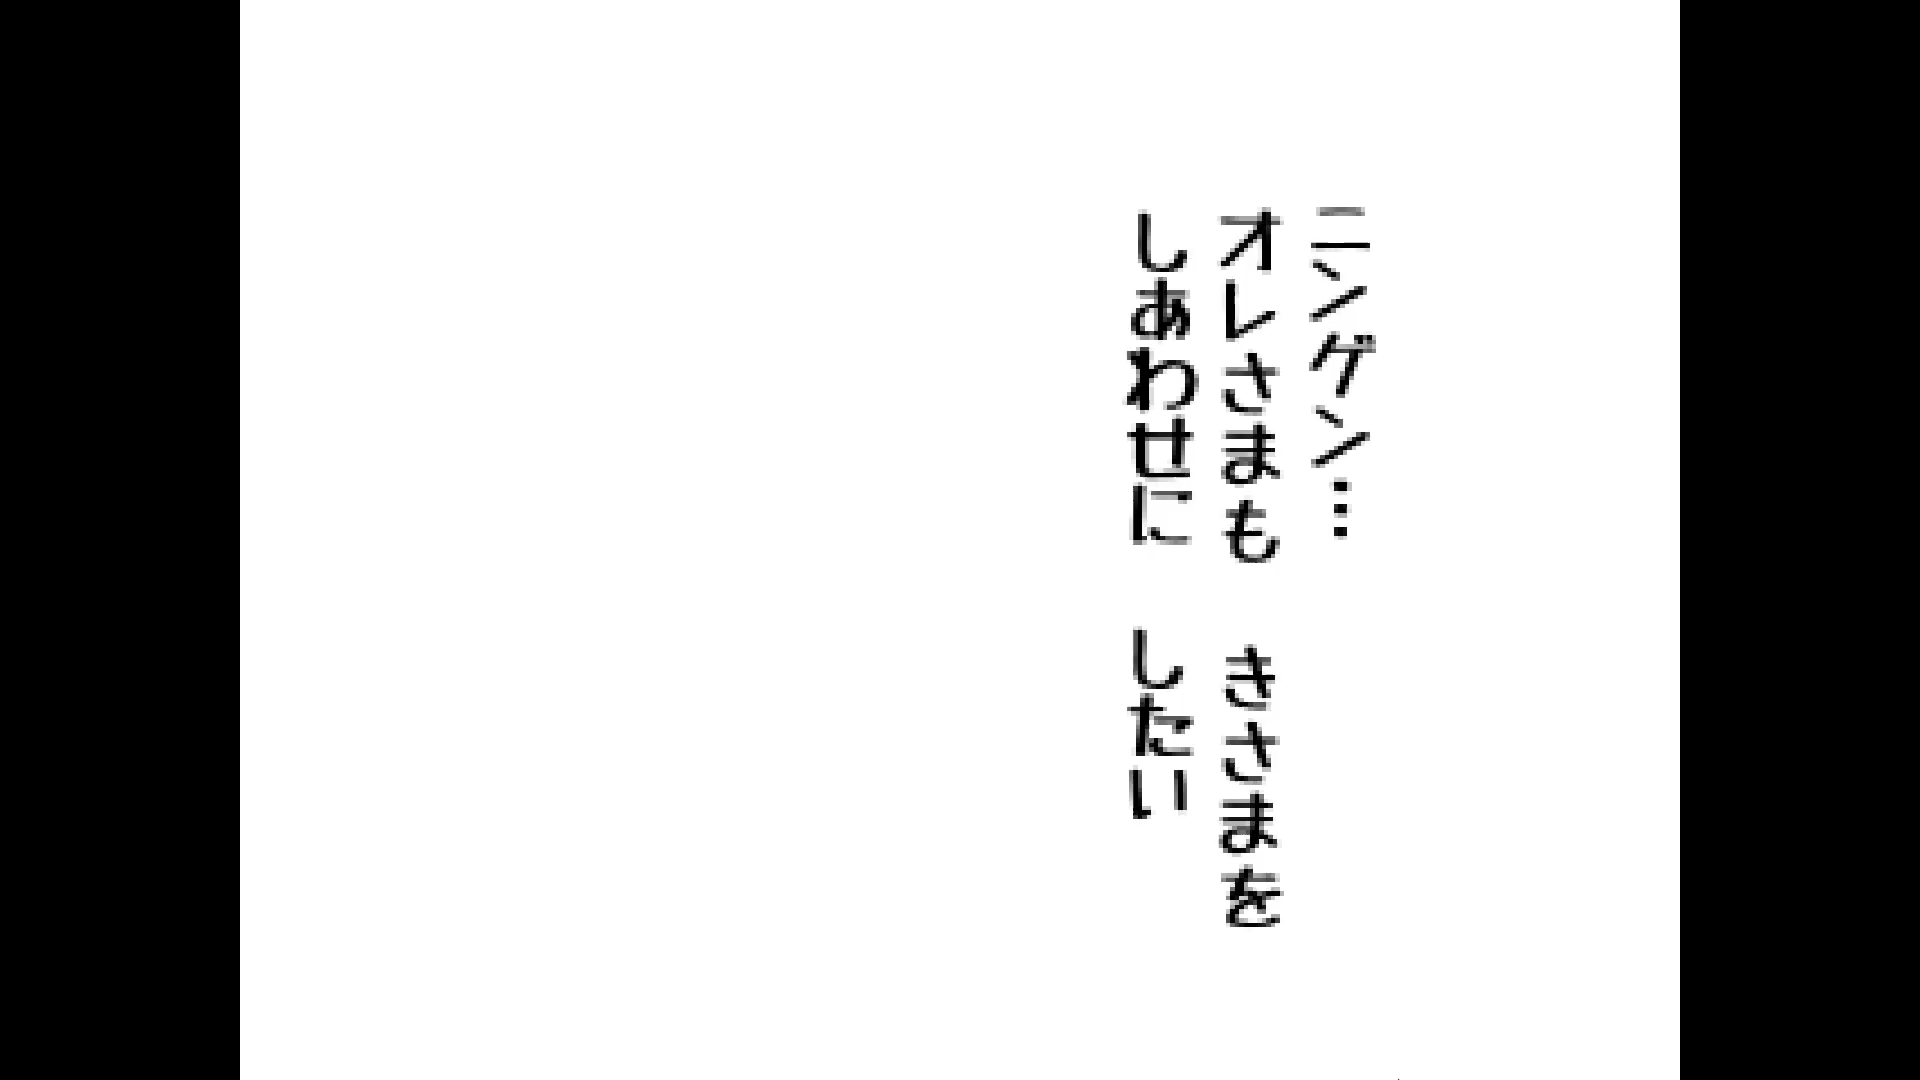 ニンゲン…
オレさまも　きさまを
しあわせに　したい